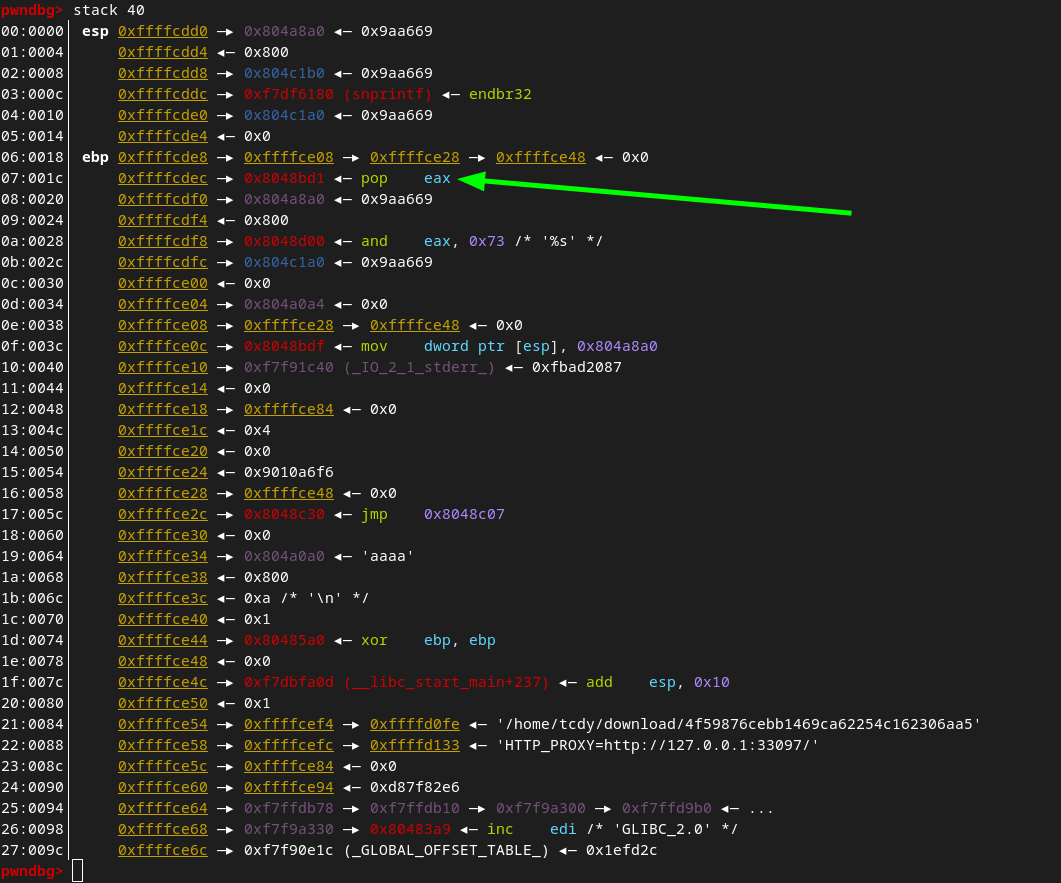 pwndbg> stack 40
00:0000│ esp 0xffffcdd0 —▸ 0x804a8a0 ◂— 0x9aa669
01:0004│     0xffffcdd4 ◂— 0x800
02:0008│     0xffffcdd8 —▸ 0x804c1b0 ◂— 0x9aa669
03:000c│     0xffffcddc —▸ 0xf7df6180 (snprintf) ◂— endbr32
04:0010│     0xffffcde0 —▸ 0x804c1a0 ◂— 0x9aa669
05:0014│     0xffffcde4 ◂— 0x0
06:0018│ ebp 0xffffcde8 —▸ 0xffffce08 —▸ 0xffffce28 —▸ 0xffffce48 ◂— 0x0
07:001c│     0xffffcdec —▸ 0x8048bd1 ◂— pop    eax
08:0020│     0xffffcdf0 —▸ 0x804a8a0 ◂— 0x9aa669
09:0024│     0xffffcdf4 ◂— 0x800
0a:0028│     0xffffcdf8 —▸ 0x8048d00 ◂— and    eax, 0x73 /* '%s' */
0b:002c│     0xffffcdfc —▸ 0x804c1a0 ◂— 0x9aa669
0c:0030│     0xffffce00 ◂— 0x0
0d:0034│     0xffffce04 —▸ 0x804a0a4 ◂— 0x0
0e:0038│     0xffffce08 —▸ 0xffffce28 —▸ 0xffffce48 ◂— 0x0
0f:003c│     0xffffce0c —▸ 0x8048bdf ◂— mov    dword ptr [esp], 0x804a8a0
10:0040│     0xffffce10 —▸ 0xf7f91c40 (_IO_2_1_stderr_) ◂— 0xfbad2087
11:0044│     0xffffce14 ◂— 0x0
12:0048│     0xffffce18 —▸ 0xffffce84 ◂— 0x0
13:004c│     0xffffce1c ◂— 0x4
14:0050│     0xffffce20 ◂— 0x0
15:0054│     0xffffce24 ◂— 0x9010a6f6
16:0058│     0xffffce28 —▸ 0xffffce48 ◂— 0x0
17:005c│     0xffffce2c —▸ 0x8048c30 ◂— jmp    0x8048c07
18:0060│     0xffffce30 ◂— 0x0
19:0064│     0xffffce34 —▸ 0x804a0a0 ◂— 'aaaa'
1a:0068│     0xffffce38 ◂— 0x800
1b:006c│     0xffffce3c ◂— 0xa /* '\n' */
1c:0070│     0xffffce40 ◂— 0x1
1d:0074│     0xffffce44 —▸ 0x80485a0 ◂— xor    ebp, ebp
1e:0078│     0xffffce48 ◂— 0x0
1f:007c│     0xffffce4c —▸ 0xf7dbfa0d (__libc_start_main+237) ◂— add    esp, 0x10
20:0080│     0xffffce50 ◂— 0x1
21:0084│     0xffffce54 —▸ 0xffffcef4 —▸ 0xffffd0fe ◂— '/home/tcdy/download/4f59876cebb1469ca62254c162306aa5'
22:0088│     0xffffce58 —▸ 0xffffcefc —▸ 0xffffd133 ◂— 'HTTP_PROXY=http://127.0.0.1:33097/'
23:008c│     0xffffce5c —▸ 0xffffce84 ◂— 0x0
24:0090│     0xffffce60 —▸ 0xffffce94 ◂— 0xd87f82e6
25:0094│     0xffffce64 —▸ 0xf7ffdb78 —▸ 0xf7ffdb10 —▸ 0xf7f9a300 —▸ 0xf7ffd9b0 ◂— ...
26:0098│     0xffffce68 —▸ 0xf7f9a330 —▸ 0x80483a9 ◂— inc    edi /* 'GLIBC_2.0' */
27:009c│     0xffffce6c —▸ 0xf7f90e1c (_GLOBAL_OFFSET_TABLE_) ◂— 0x1efd2c
pwndbg>